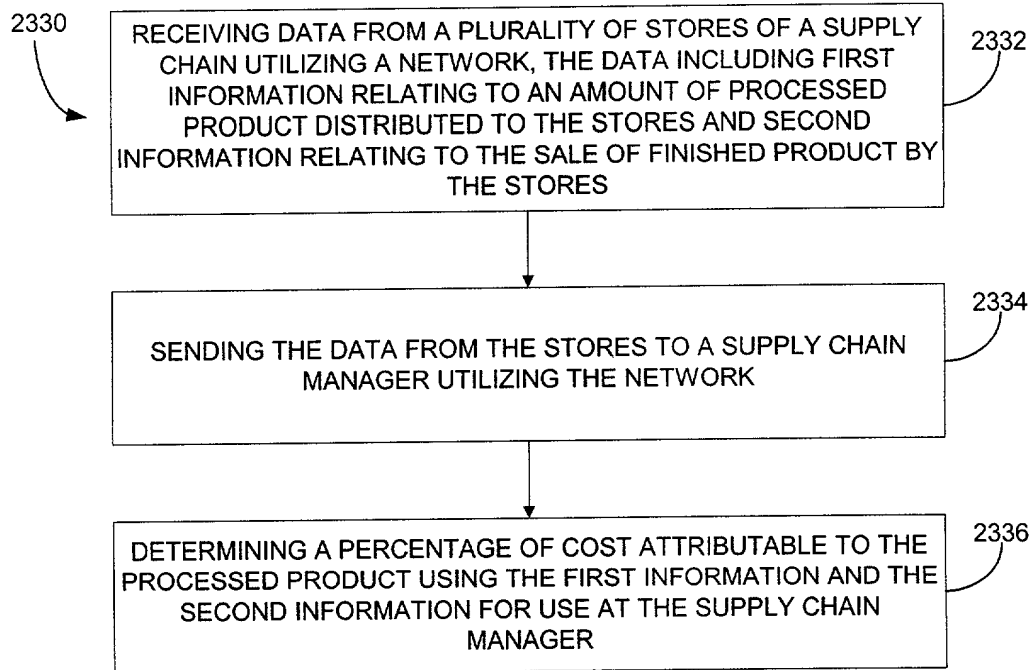 2330
RECEIVING DATA FROM A PLURALITY OF STORES OF A SUPPLY
CHAIN UTILIZING A NETWORK, THE DATA INCLUDING FIRST
INFORMATION RELATING TO AN AMOUNT OF PROCESSED
PRODUCT DISTRIBUTED TO THE STORES AND SECOND
INFORMATION RELATING TO THE SALE OF FINISHED PRODUCT BY
THE STORES
2332
SENDING THE DATA FROM THE STORES TO A SUPPLY CHAIN
MANAGER UTILIZING THE NETWORK
2334
DETERMINING A PERCENTAGE OF COST ATTRIBUTABLE TO THE
PROCESSED PRODUCT USING THE FIRST INFORMATION AND THE
SECOND INFORMATION FOR USE AT THE SUPPLY CHAIN
MANAGER
2336